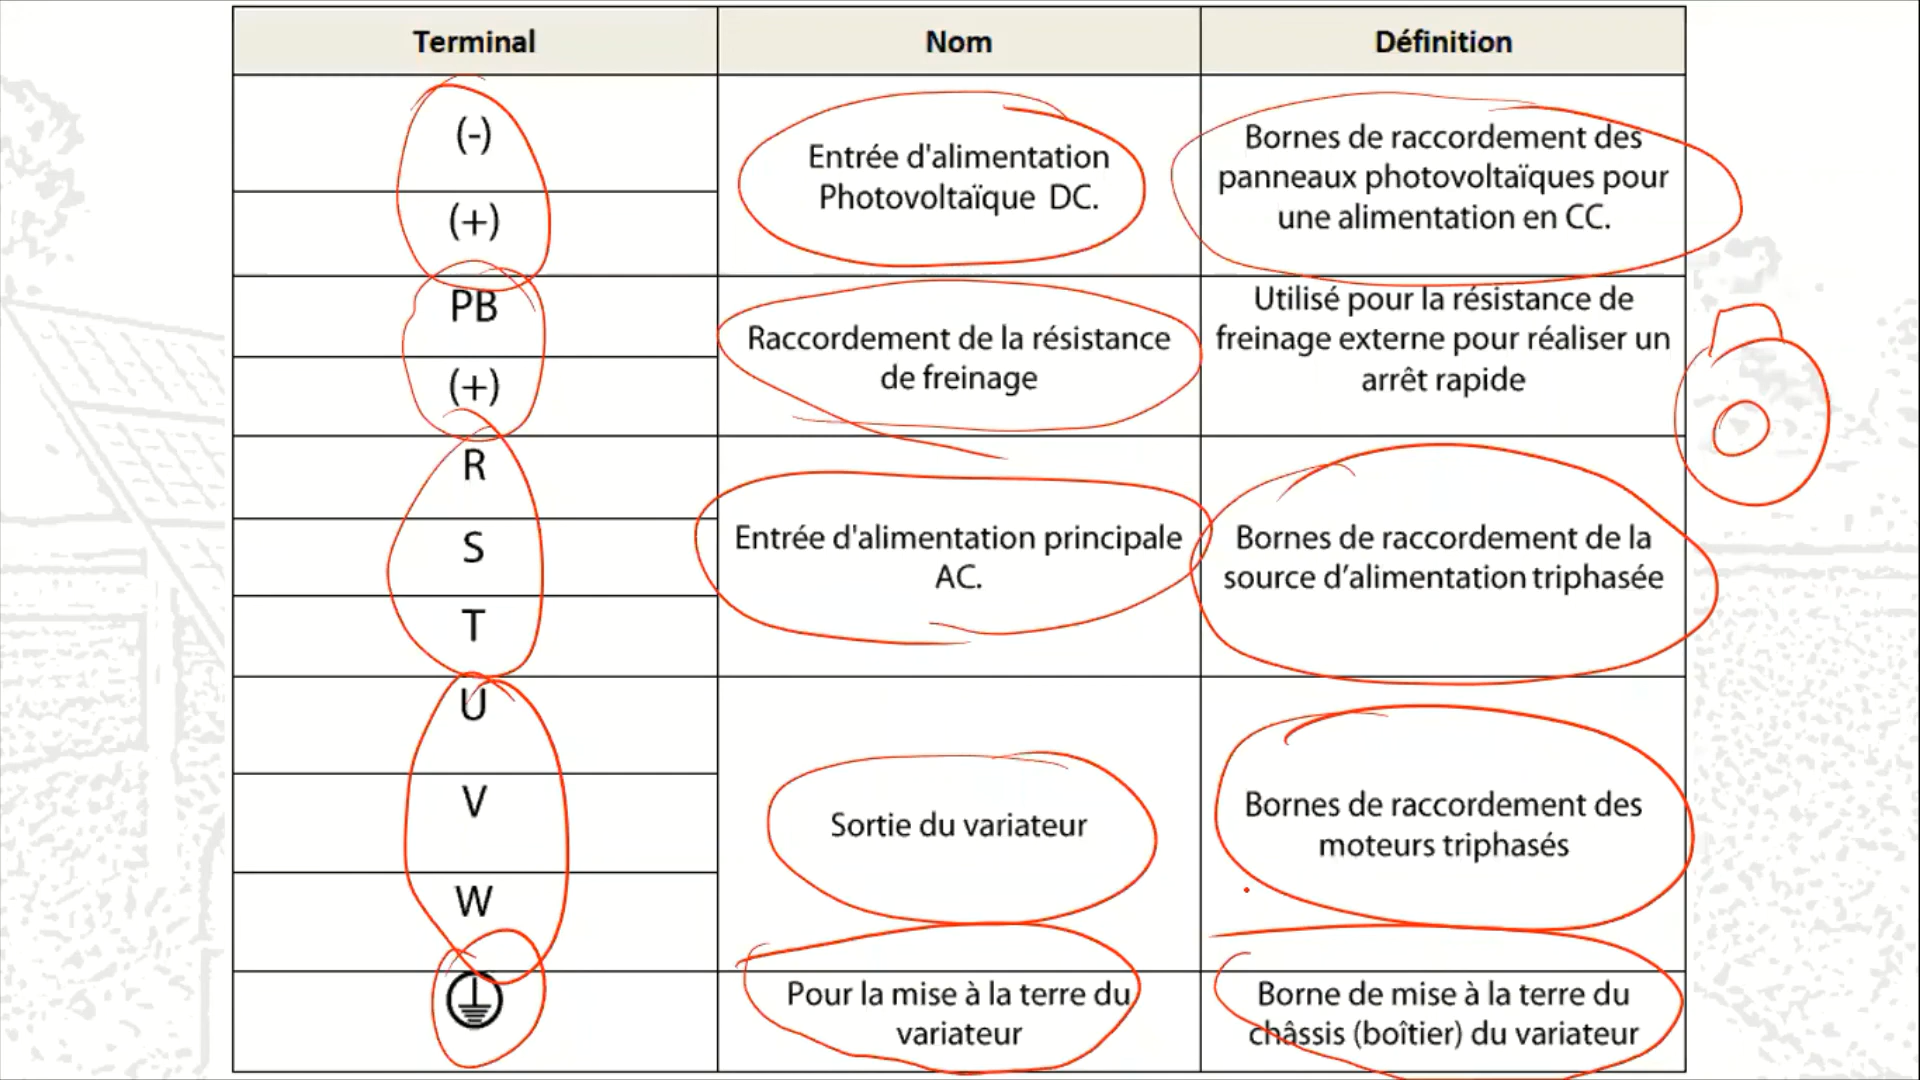 Terminal
Nom
Définition
(-)
(+)
Entrée d'alimentation
Photovoltaïque DC.
Bornes de raccordement des
panneaux photovoltaïques pour
une alimentation en CC.
PB
(+)
Raccordement de la résistance
de freinage
Utilisé pour la résistance de
freinage externe pour réaliser un
arrêt rapide
R
S
T
Entrée d'alimentation principale
AC.
Bornes de raccordement de la
source d’alimentation triphasée
U
V
W
Sortie du variateur
Bornes de raccordement des
moteurs triphasés
Pour la mise à la terre du
variateur
Borne de mise à la terre du
châssis (boîtier) du variateur